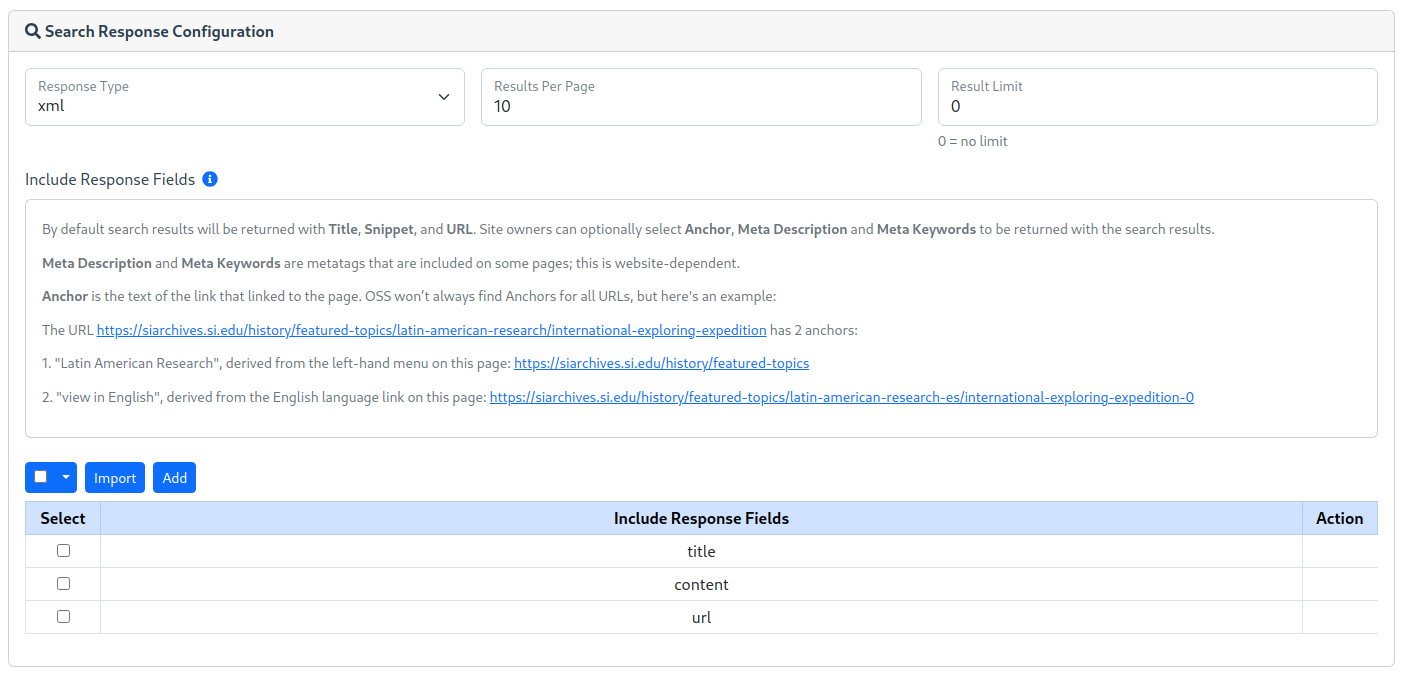 Search Response Configuration
Response Type
xml
Results Per Page
10
Result Limit
0
0 = no limit
Include Response Fields
By default search results will be returned with Title, Snippet, and URL. Site owners can optionally select Anchor, Meta Description and Meta Keywords to be returned with the search results.
Meta Description and Meta Keywords are metatags that are included on some pages; this is website-dependent.
Anchor is the text of the link that linked to the page. OSS won’t always find Anchors for all URLs, but here's an example:
The URL https://siarchives.si.edu/history/featured-topics/latin-american-research/international-exploring-expedition has 2 anchors:
1. "Latin American Research", derived from the left-hand menu on this page: https://siarchives.si.edu/history/featured-topics
2. "view in English", derived from the English language link on this page: https://siarchives.si.edu/history/featured-topics/latin-american-research-es/international-exploring-expedition-0
Import Add
Select Include Response Fields Action
title
content
url